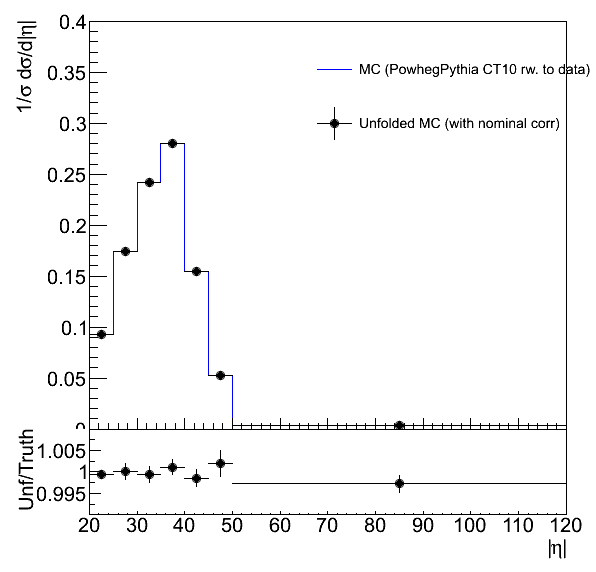 1/σ dσ/d|η|
0.4
0.35
0.3
0.25
0.2
0.15
0.1
0.05
0
MC (PowhegPythia CT10 rw. to data)
Unfolded MC (with nominal corr)
Unf/Truth
1.005
1
0.995
20 30 40 50 60 70 80 90 100 110 120
|η|